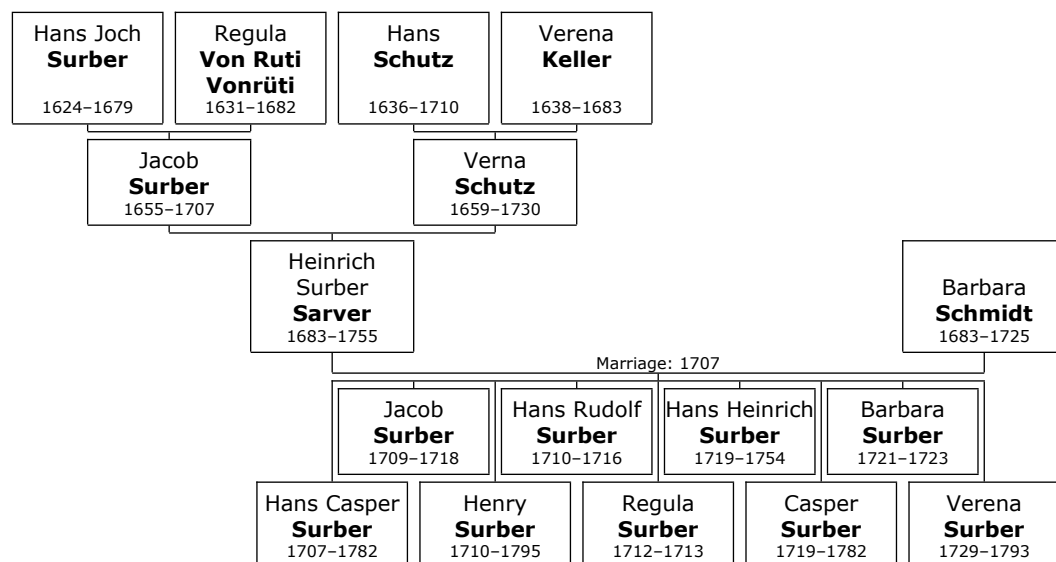 Hans Joch
Surber
1624–1679
Regula
Von Ruti
Vonrüti
1631–1682
Hans
Schutz
1636–1710
Verena
Keller
1638–1683
Jacob
Surber
1655–1707
Verna
Schutz
1659–1730
Heinrich
Surber
Sarver
1683–1755
Barbara
Schmidt
1683–1725
Marriage: 1707
Jacob
Surber
1709–1718
Hans Rudolf
Surber
1710–1716
Hans Heinrich
Surber
1719–1754
Barbara
Surber
1721–1723
Hans Casper
Surber
1707–1782
Henry
Surber
1710–1795
Regula
Surber
1712–1713
Casper
Surber
1719–1782
Verena
Surber
1729–1793